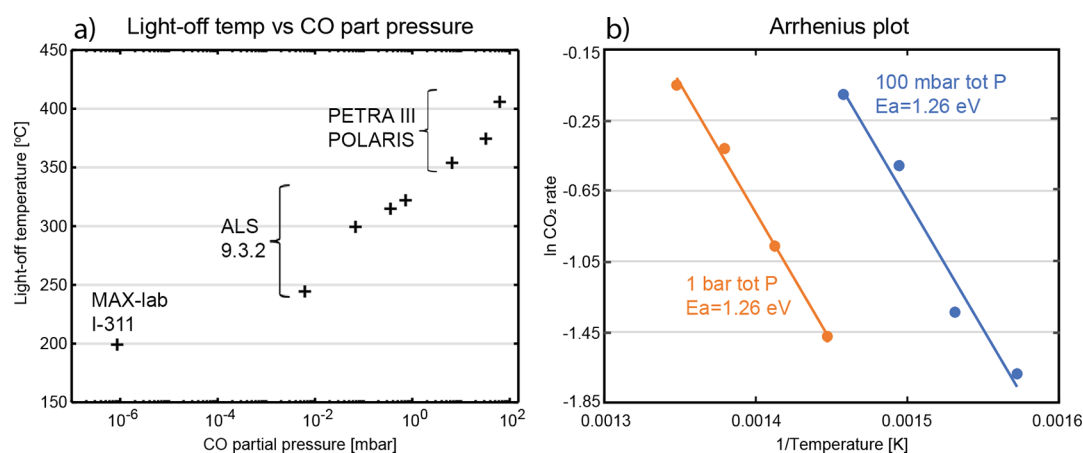 a)
Light-off temp vs CO part pressure
Light-off temperature [ºC]
450
400
350
300
250
200
150
PETRA III
POLARIS
ALS
9.3.2
MAX-lab
I-311
10⁻⁶
10⁻⁴
10⁻²
10⁰
10²
CO partial pressure [mbar]
b)
Arrhenius plot
ln CO₂ rate
-0.15
-0.25
-0.65
-1.05
-1.45
-1.85
100 mbar tot P
Ea=1.26 eV
1 bar tot P
Ea=1.26 eV
0.0013
0.0014
0.0015
0.0016
1/Temperature [K]